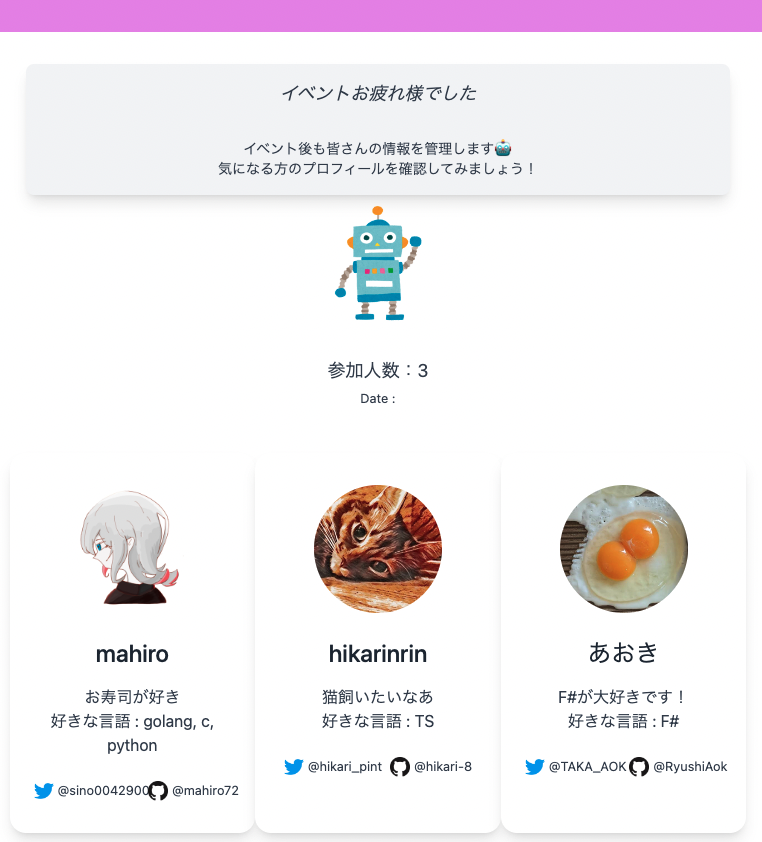 イベントお疲れ様でした
イベント後も皆さんの情報を管理します🤖
気になる方のプロフィールを確認してみましょう！
参加人数：3
Date :
mahiro
お寿司が好き
好きな言語 : golang, c,
python
@sino0042900 @mahiro72
hikarinrin
猫飼いたいなあ
好きな言語 : TS
@hikari_pint @hikari-8
あおき
F#が大好きです！
好きな言語 : F#
@TAKA_AOK @RyushiAok